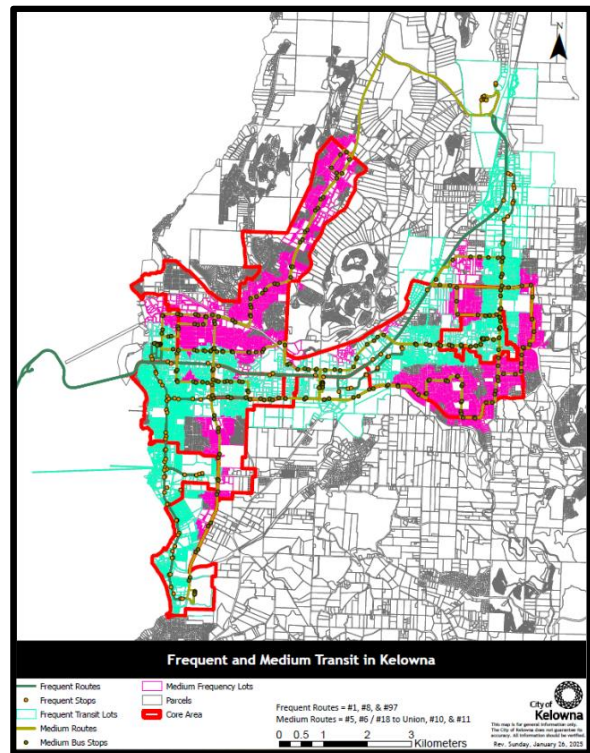 N
Frequent and Medium Transit in Kelowna
Frequent Routes
Frequent Stops
Frequent Transit Lots
Medium Routes
Medium Bus Stops
Medium Frequency Lots
Parcels
Core Area
Frequent Routes = #1, #8, & #97
Medium Routes = #5, #6 / #18 to Union, #10, & #11
0 0.5 1 2 3
Kilometers
City of
Kelowna
This map is for general information only.
The City of Kelowna does not guarantee its
accuracy. All information should be verified.
Rev. Sunday, January 26, 2025